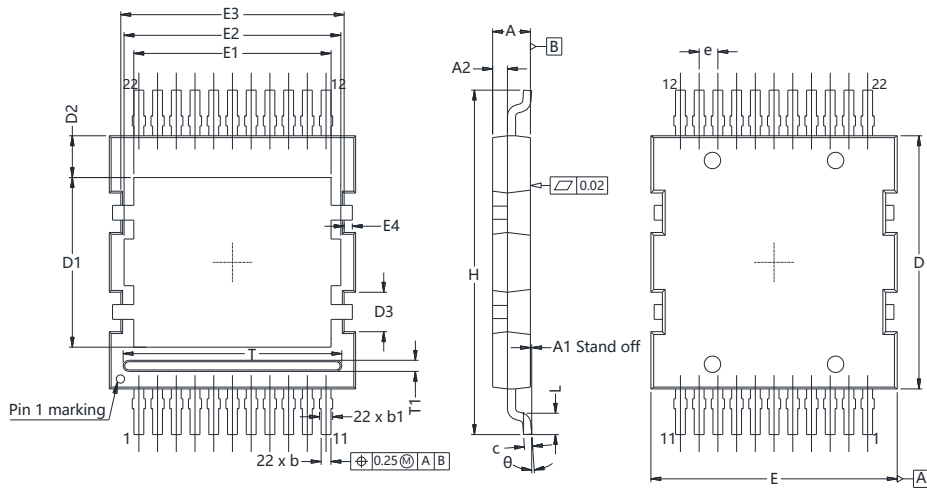 E3
E2
E1
22
12
D2
D1
E4
D3
T
T1
Pin 1 marking
1
11
22 x b1
22 x b
⌖ 0.25 Ⓜ A B
A
B
A2
▱ 0.02
H
A1 Stand off
L
c
θ
e
12
22
D
11
1
E
A